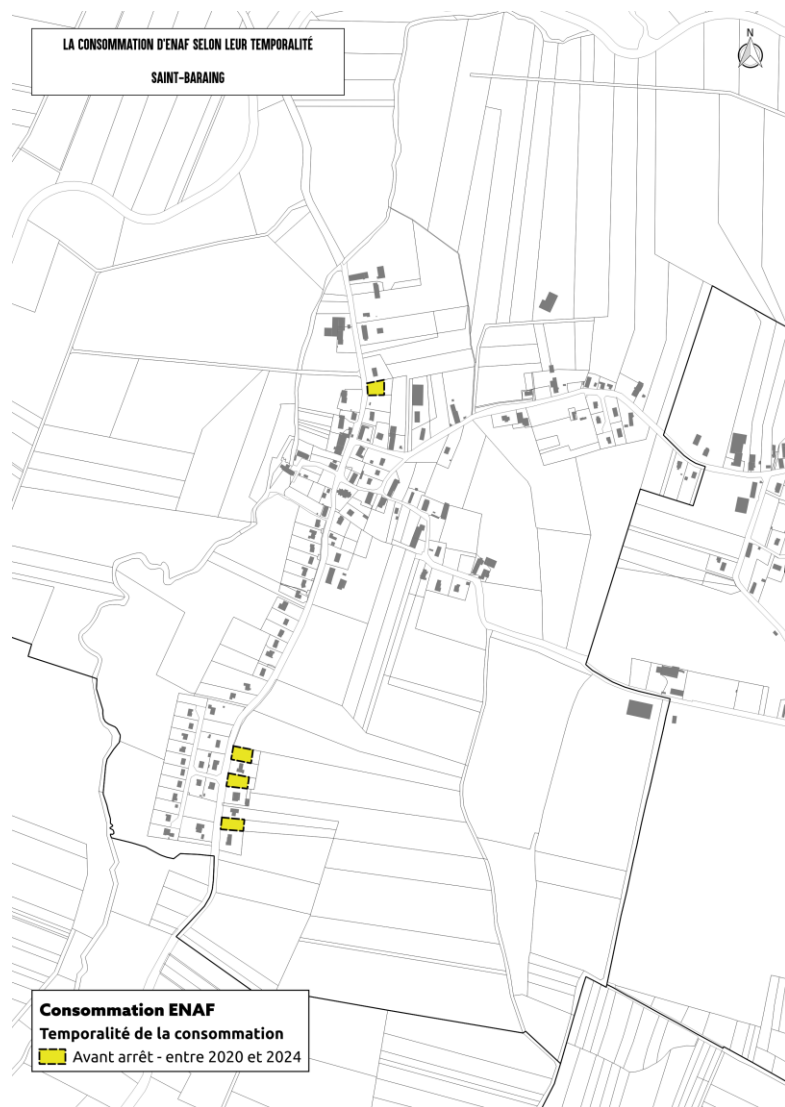 LA CONSOMMATION D'ENAF SELON LEUR TEMPORALITÉ
SAINT-BARAING
N
Consommation ENAF
Temporalité de la consommation
Avant arrêt - entre 2020 et 2024